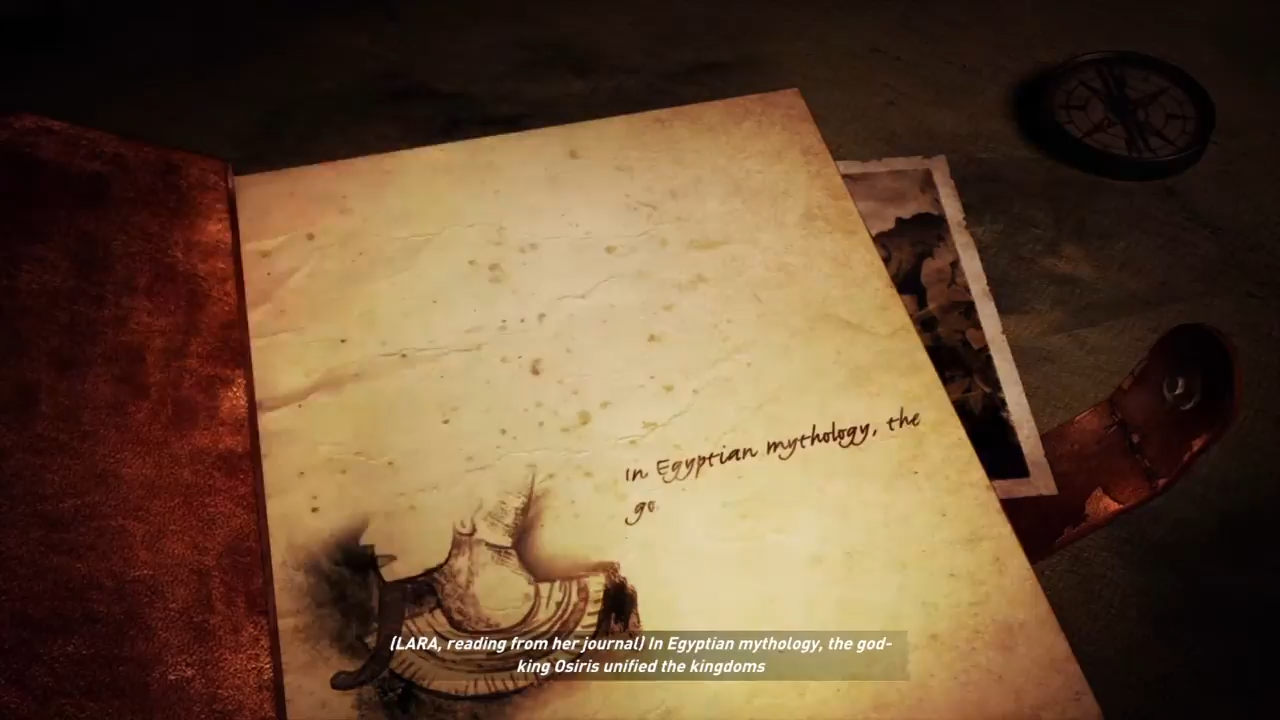 In Egyptian mythology, the
go
(LARA, reading from her journal) In Egyptian mythology, the god-
king Osiris unified the kingdoms